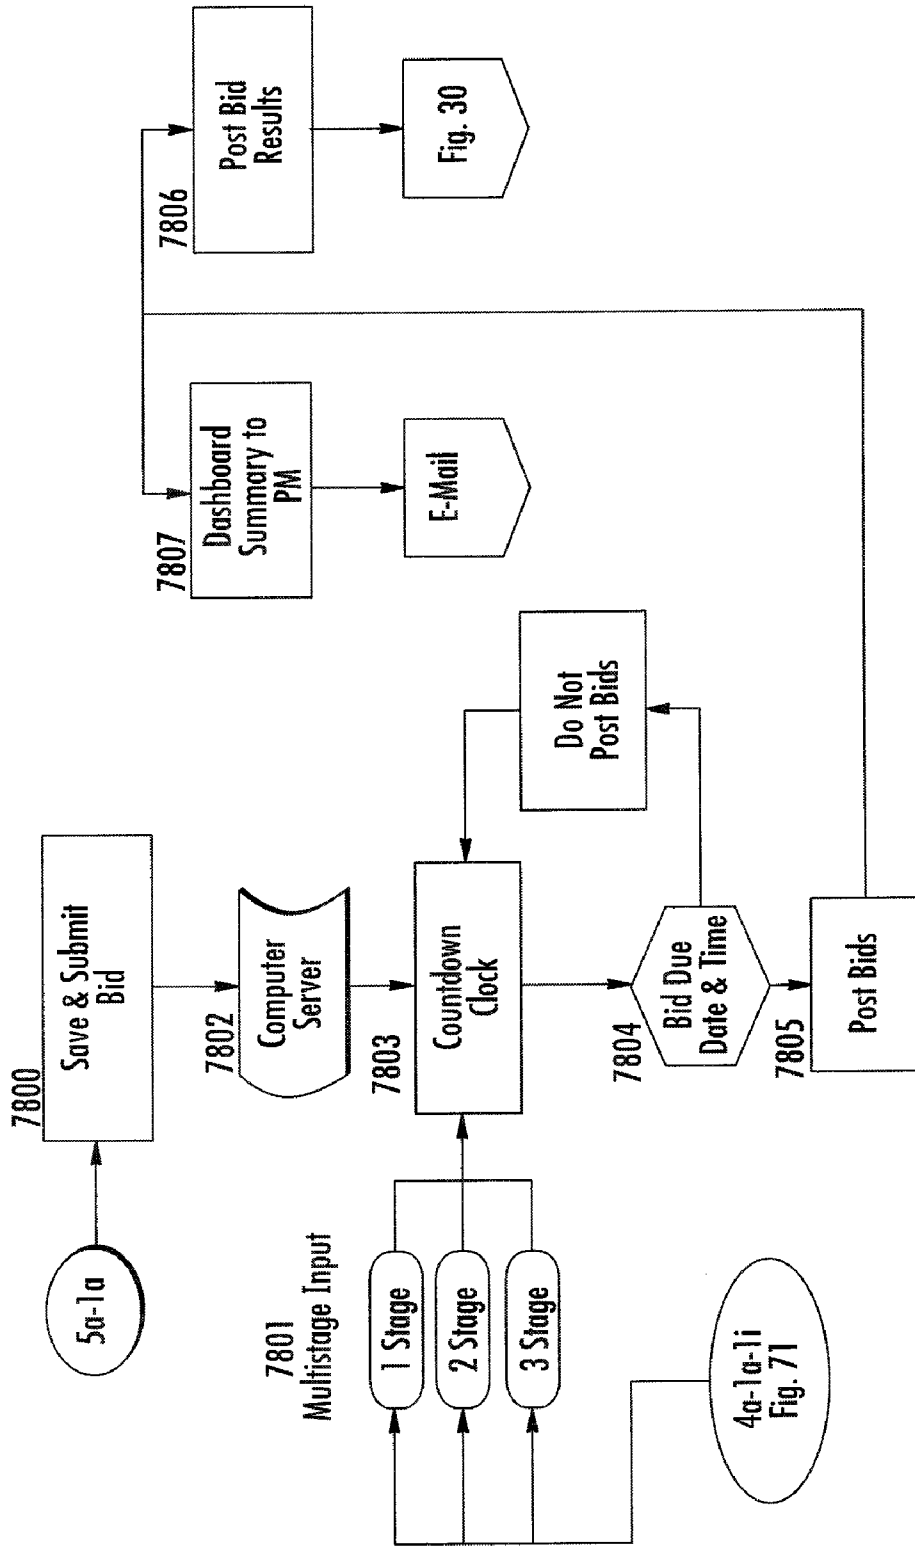 5a-1a
7800
Save & Submit
Bid
7802
Computer
Server
7801
Multistage Input
1 Stage
2 Stage
3 Stage
4a-1a-1i
Fig. 71
7803
Countdown
Clock
Do Not
Post Bids
7804
Bid Due
Date & Time
7805
Post Bids
7807
Dashboard
Summary to
PM
E-Mail
7806
Post Bid
Results
Fig. 30